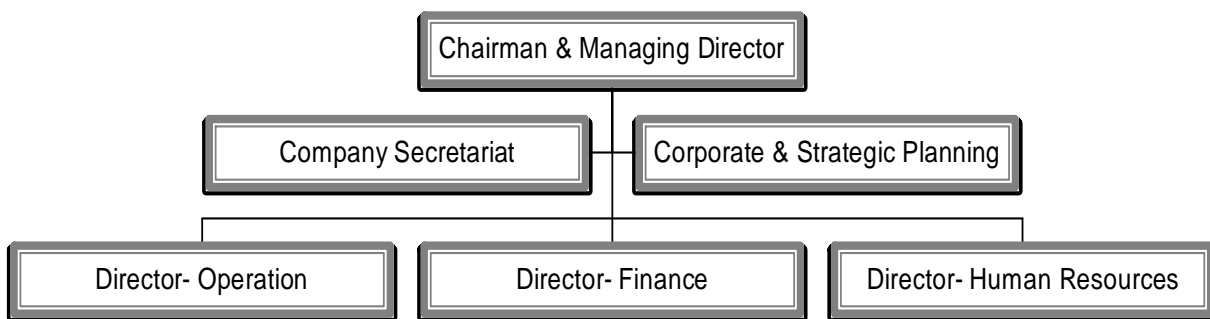 Chairman & Managing Director
Company Secretariat
Corporate & Strategic Planning
Director- Operation
Director- Finance
Director- Human Resources